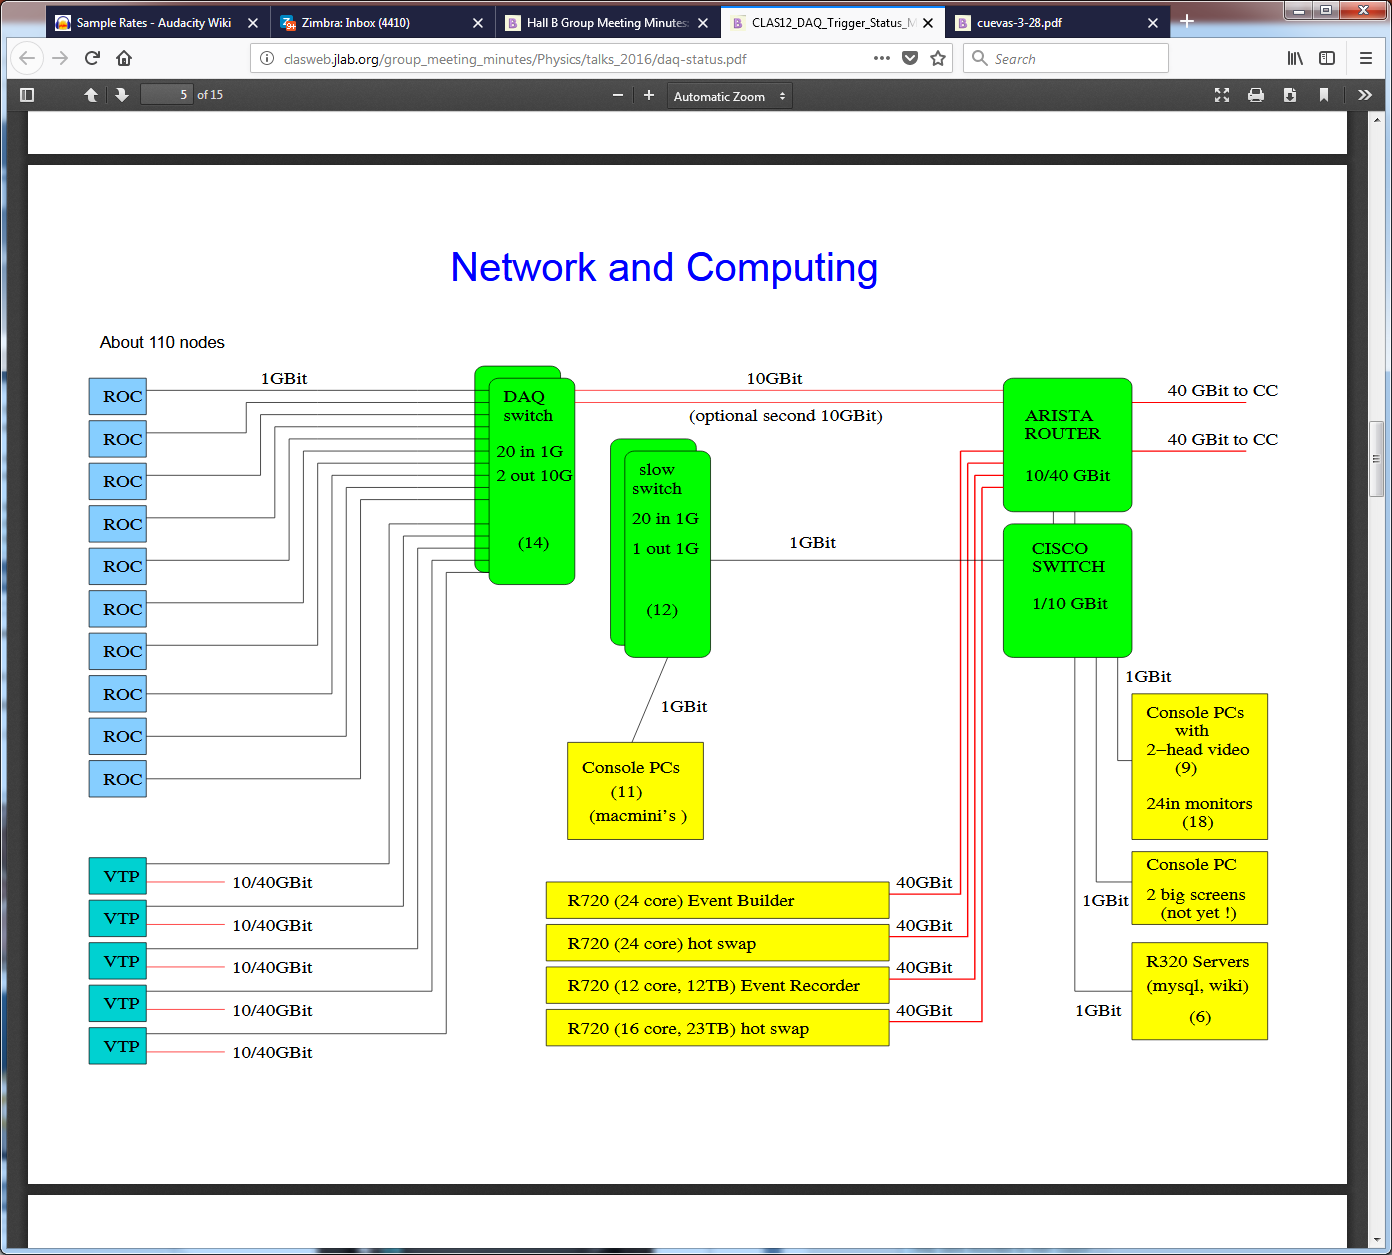 Sample Rates - Audacity Wiki
Zimbra: Inbox (4410)
Hall B Group Meeting Minutes:
CLAS12_DAQ_Trigger_Status_M
cuevas-3-28.pdf
clasweb.jlab.org/group_meeting_minutes/Physics/talks_2016/daq-status.pdf
Search
5 of 15
Automatic Zoom
Network and Computing
About 110 nodes
ROC
ROC
ROC
ROC
ROC
ROC
ROC
ROC
ROC
ROC
1GBit
VTP
VTP
VTP
VTP
VTP
10/40GBit
10/40GBit
10/40GBit
10/40GBit
10/40GBit
DAQ
switch
20 in 1G
2 out 10G
(14)
10GBit
(optional second 10GBit)
slow
switch
20 in 1G
1 out 1G
(12)
1GBit
1GBit
Console PCs
(11)
(macmini's )
R720 (24 core) Event Builder
R720 (24 core) hot swap
R720 (12 core, 12TB) Event Recorder
R720 (16 core, 23TB) hot swap
40GBit
40GBit
40GBit
40GBit
ARISTA
ROUTER
10/40 GBit
40 GBit to CC
40 GBit to CC
CISCO
SWITCH
1/10 GBit
1GBit
Console PCs
with
2-head video
(9)
24in monitors
(18)
1GBit
Console PC
2 big screens
(not yet !)
1GBit
R320 Servers
(mysql, wiki)
(6)